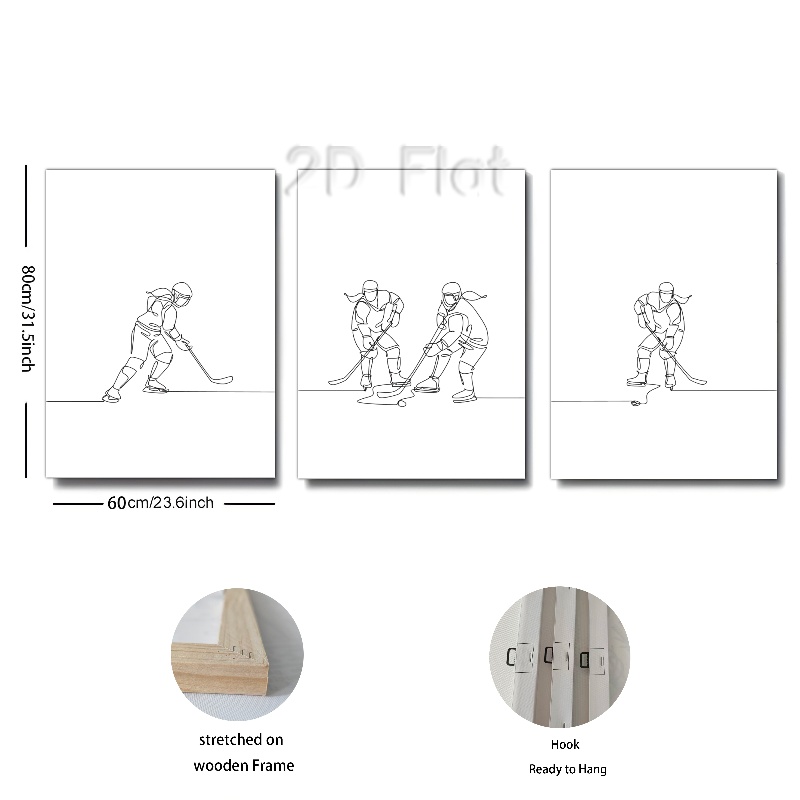 2D Flat
80cm/31.5inch
60cm/23.6inch
stretched on
wooden Frame
Hook
Ready to Hang